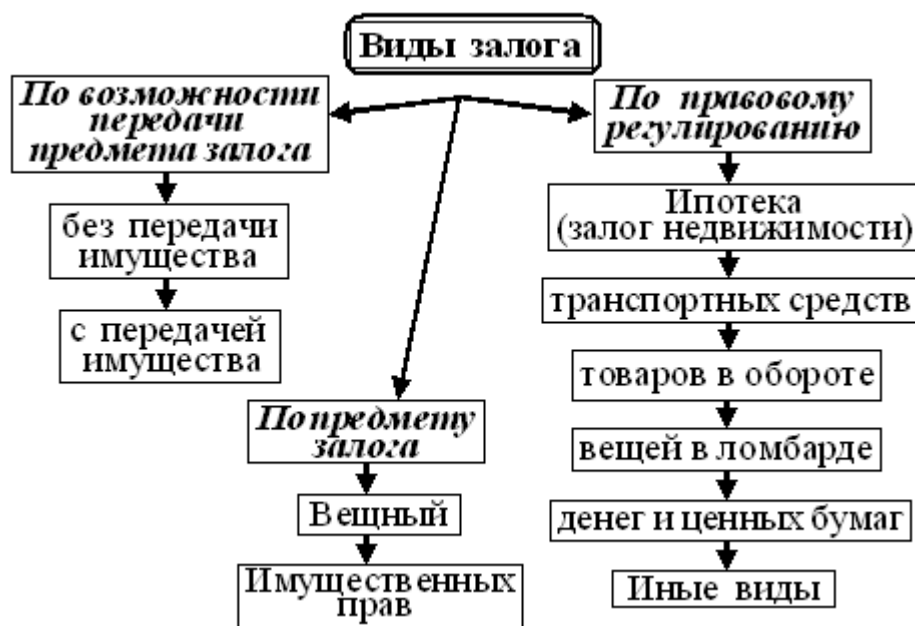 Виды залога
По возможности
передачи
предмета залога
без передачи
имущества
с передачей
имущества
По предмету
залога
Вещный
Имущественных
прав
По правовому
регулированию
Ипотека
(залог недвижимости)
транспортных средств
товаров в обороте
вещей в ломбарде
денег и ценных бумаг
Иные виды